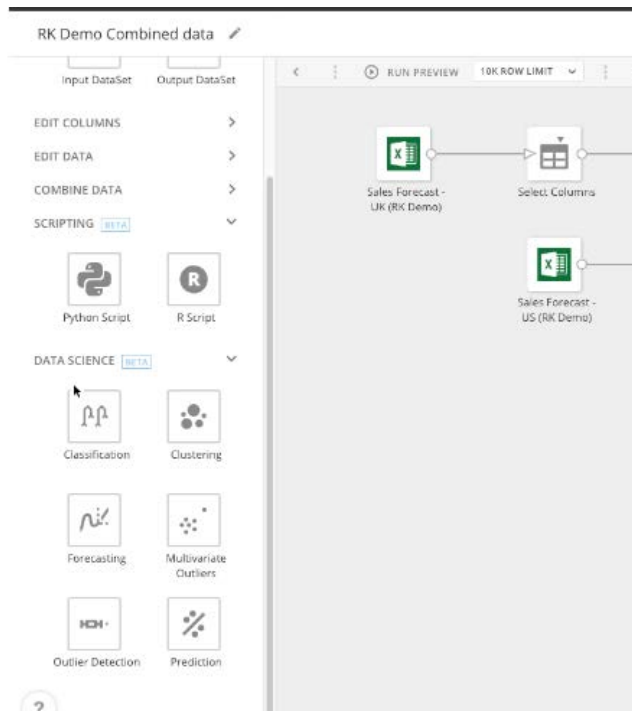 RK Demo Combined data
Input DataSet Output DataSet
RUN PREVIEW 10K ROW LIMIT
EDIT COLUMNS
EDIT DATA
COMBINE DATA
SCRIPTING BETA
Python Script R Script
DATA SCIENCE BETA
Classification Clustering
Forecasting Multivariate
Outliers
Outlier Detection Prediction
?
X
Sales Forecast -
UK (RK Demo)
Select Columns
X
Sales Forecast -
US (RK Demo)